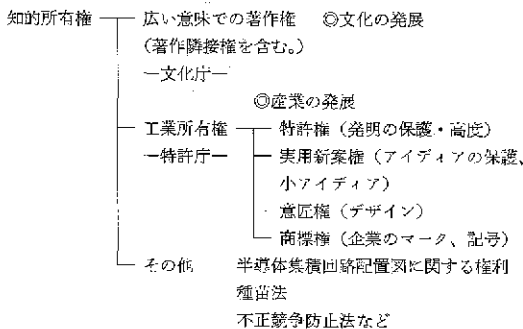 知的所有権 広い意味での著作権 ◎文化の発展
(著作隣接権を含む。)
―文化庁―
◎産業の発展
工業所有権 特許権(発明の保護・高度)
―特許庁― 実用新案権(アイディアの保護、
小アイディア)
意匠権(デザイン)
商標権(企業のマーク、記号)
その他 半導体集積回路配置図に関する権利
種苗法
不正競争防止法など